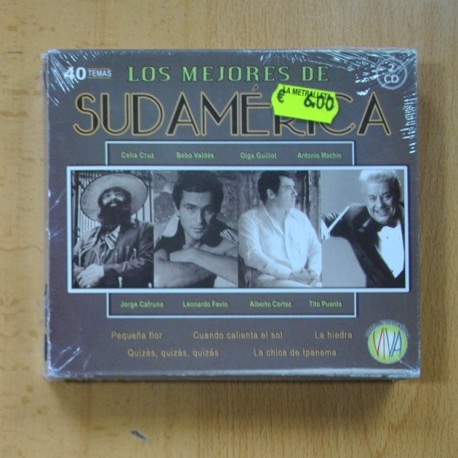 40 TEMAS
LOS MEJORES DE
2 CD
SUDAMÉRICA
LA METRALLETA
€ 6.00
Celia Cruz Bebo Valdés Olga Guillot Antonio Machín
Jorge Cafrune Leonardo Favio Alberto Cortez Tito Puente
Pequeña flor Cuando calienta el sol La hiedra
Quizás, quizás, quizás La chica de Ipanema
VIVA